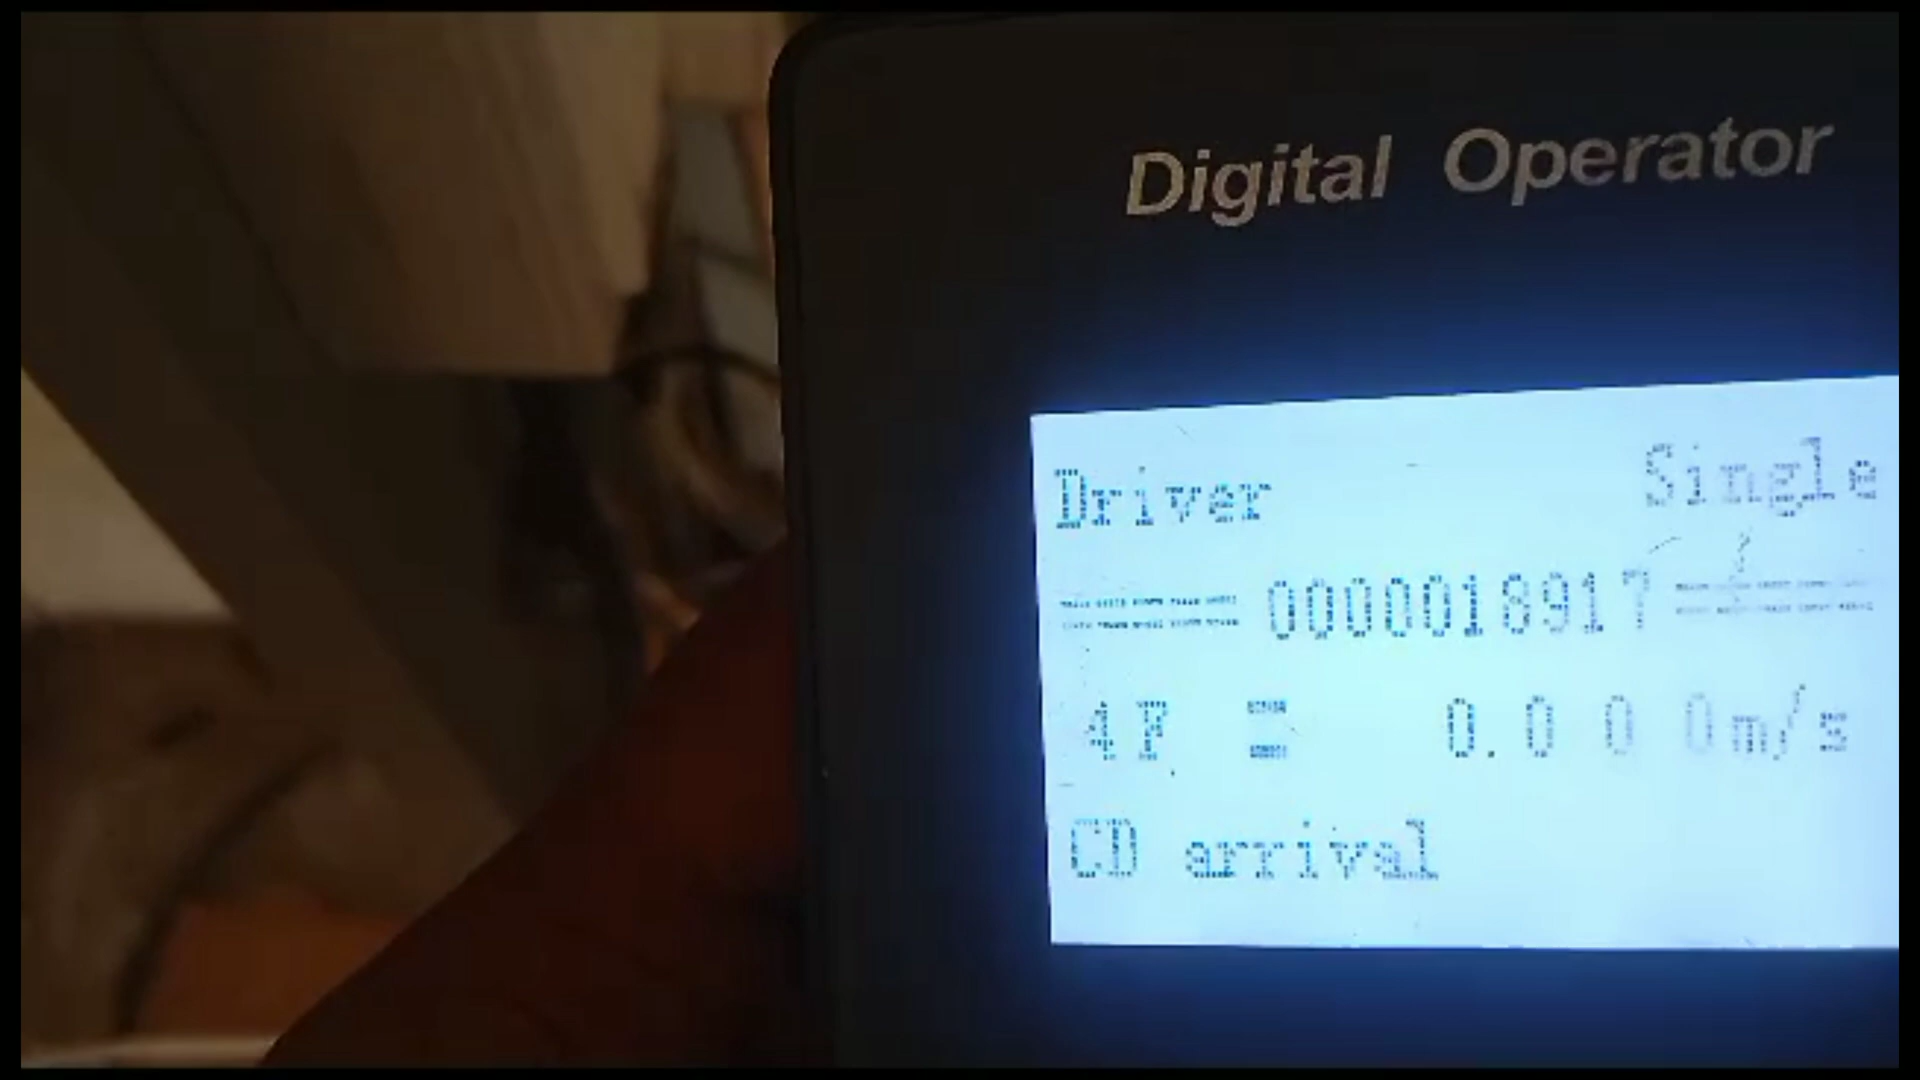 Digital Operator
Driver Single
== 0000018917 ==
4F = 0.000m/s
CD arrival